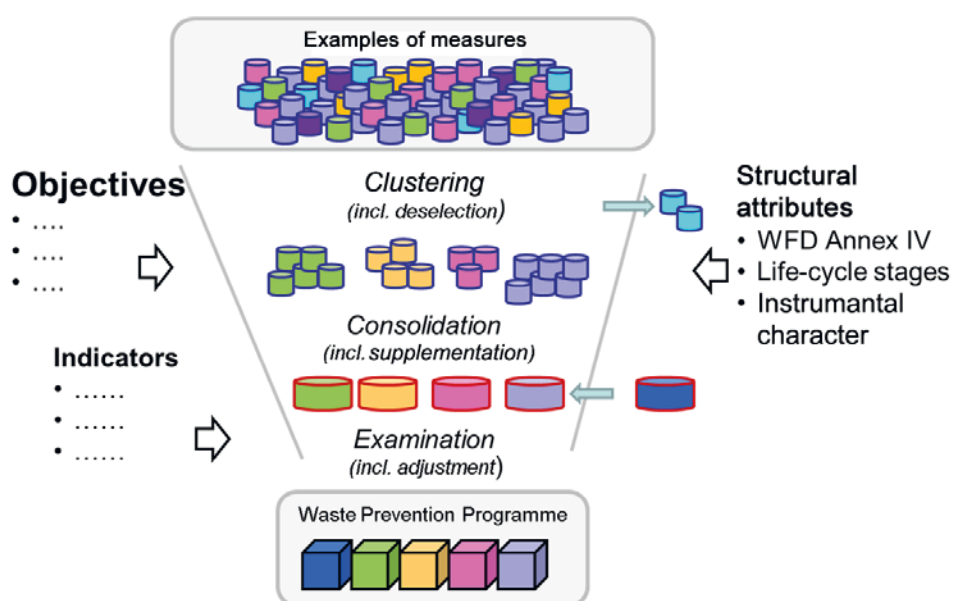 Examples of measures
Objectives
• ....
• ....
• ....
Clustering
(incl. deselection)
Structural
attributes
• WFD Annex IV
• Life-cycle stages
• Instrumantal
character
Consolidation
(incl. supplementation)
Indicators
• ......
• ......
• ......
Examination
(incl. adjustment)
Waste Prevention Programme